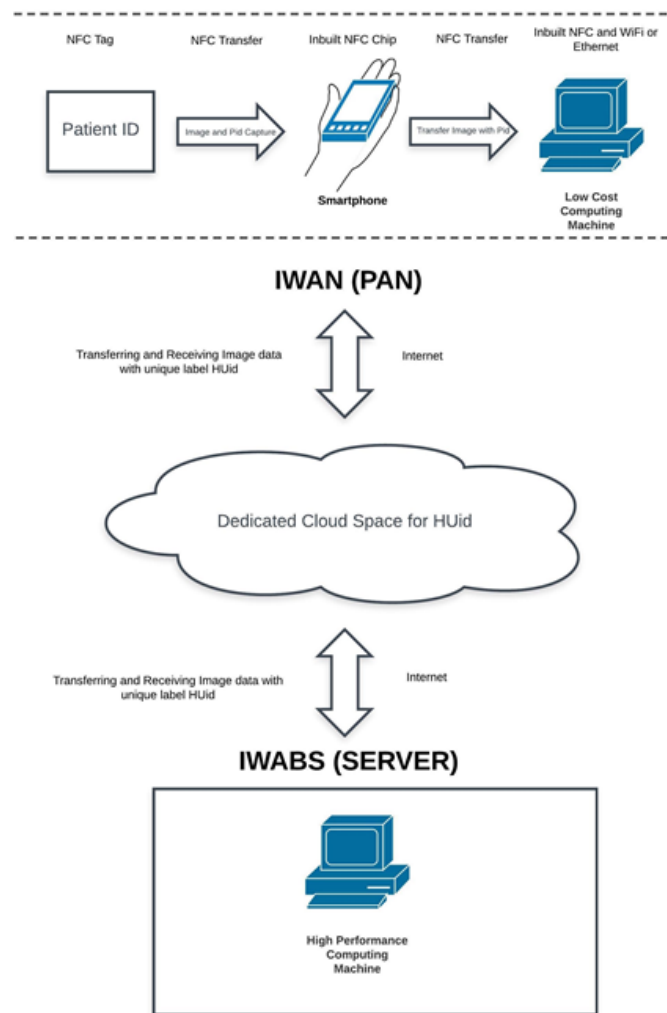 NFC Tag
NFC Transfer
Inbuilt NFC Chip
NFC Transfer
Inbuilt NFC and WiFi or
Ethernet
Patient ID
Image and Pid Capture
Transfer Image with Pid
Smartphone
Low Cost
Computing
Machine
IWAN (PAN)
Transferring and Receiving Image data
with unique label HUid
Internet
Dedicated Cloud Space for HUid
Transferring and Receiving Image data with
unique label HUid
Internet
IWABS (SERVER)
High Performance
Computing
Machine